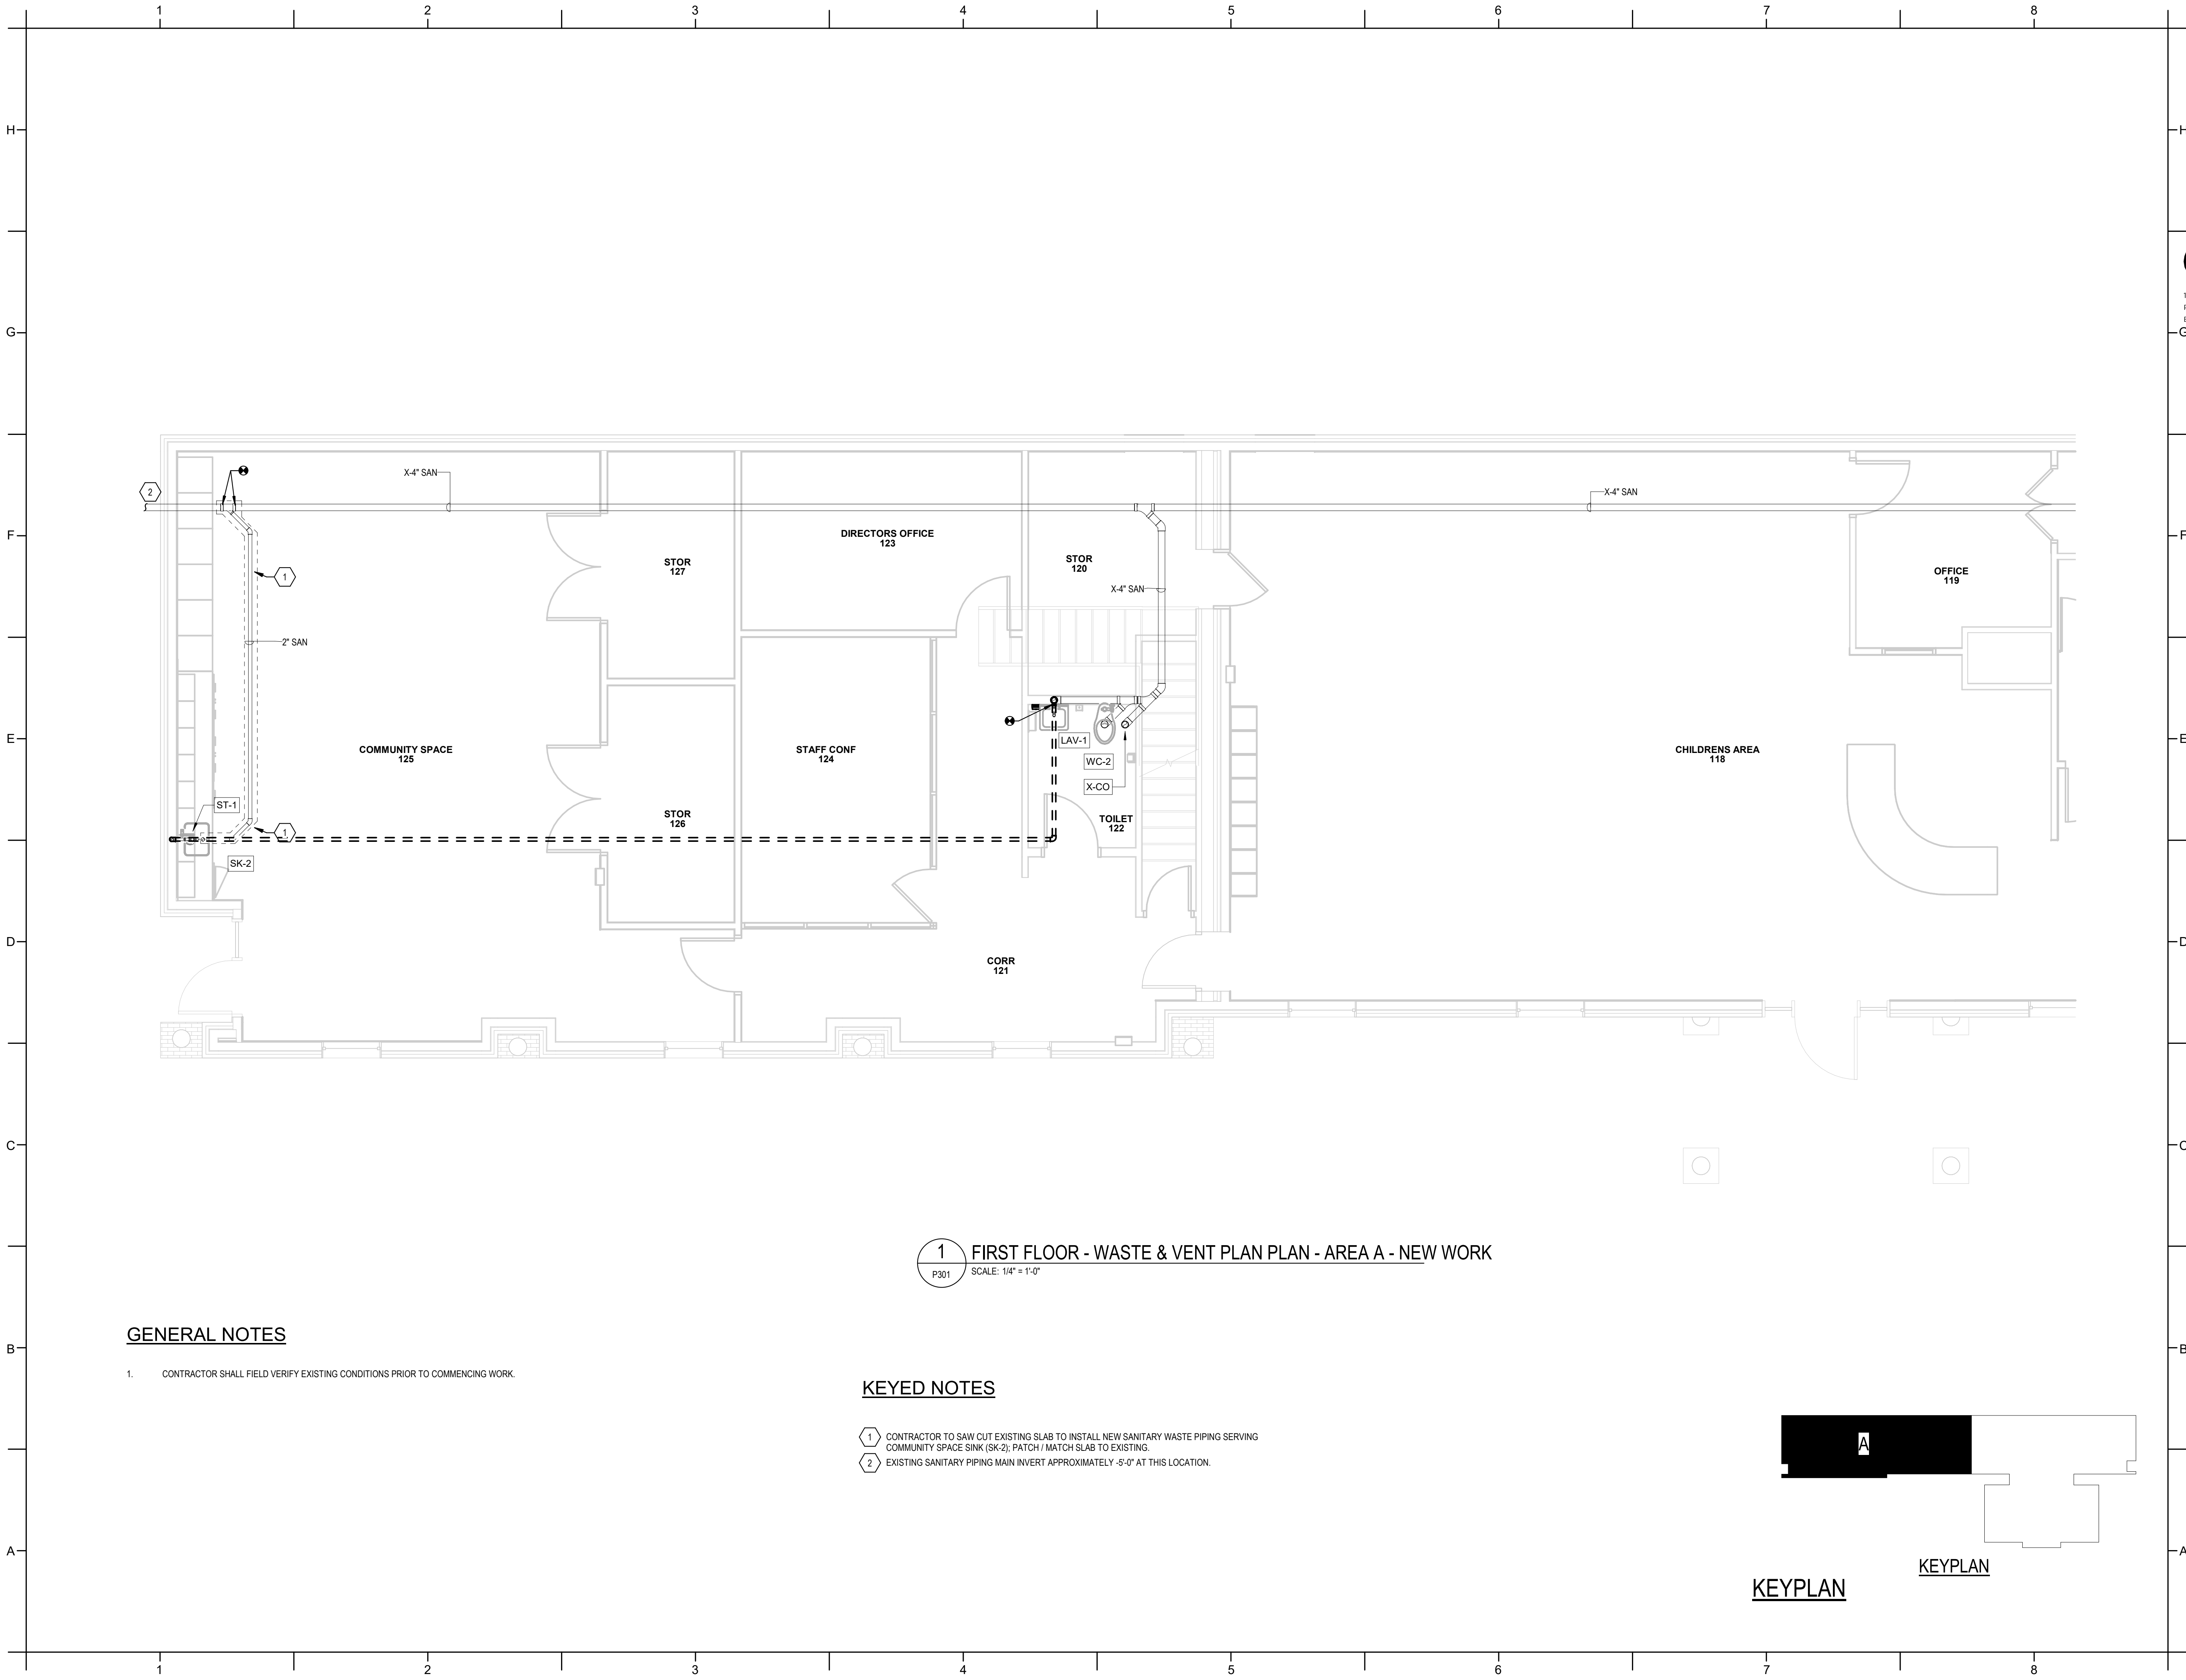 1 2 3 4 5 6 7 8
H H
G G
2
X-4" SAN
X-4" SAN
F F
DIRECTORS OFFICE
123
STOR
127
STOR
120
OFFICE
119
1
X-4" SAN
2" SAN
E E
COMMUNITY SPACE
125
STAFF CONF
124
LAV-1
WC-2
X-CO
CHILDRENS AREA
118
ST-1
STOR
126
TOILET
122
1
SK-2
D D
CORR
121
C C
1
P301
FIRST FLOOR - WASTE & VENT PLAN PLAN - AREA A - NEW WORK
SCALE: 1/4" = 1'-0"
GENERAL NOTES
B B
1. CONTRACTOR SHALL FIELD VERIFY EXISTING CONDITIONS PRIOR TO COMMENCING WORK.
KEYED NOTES
1 CONTRACTOR TO SAW CUT EXISTING SLAB TO INSTALL NEW SANITARY WASTE PIPING SERVING
COMMUNITY SPACE SINK (SK-2); PATCH / MATCH SLAB TO EXISTING.
2 EXISTING SANITARY PIPING MAIN INVERT APPROXIMATELY -5'-0" AT THIS LOCATION.
A
A A
KEYPLAN
KEYPLAN
1 2 3 4 5 6 7 8